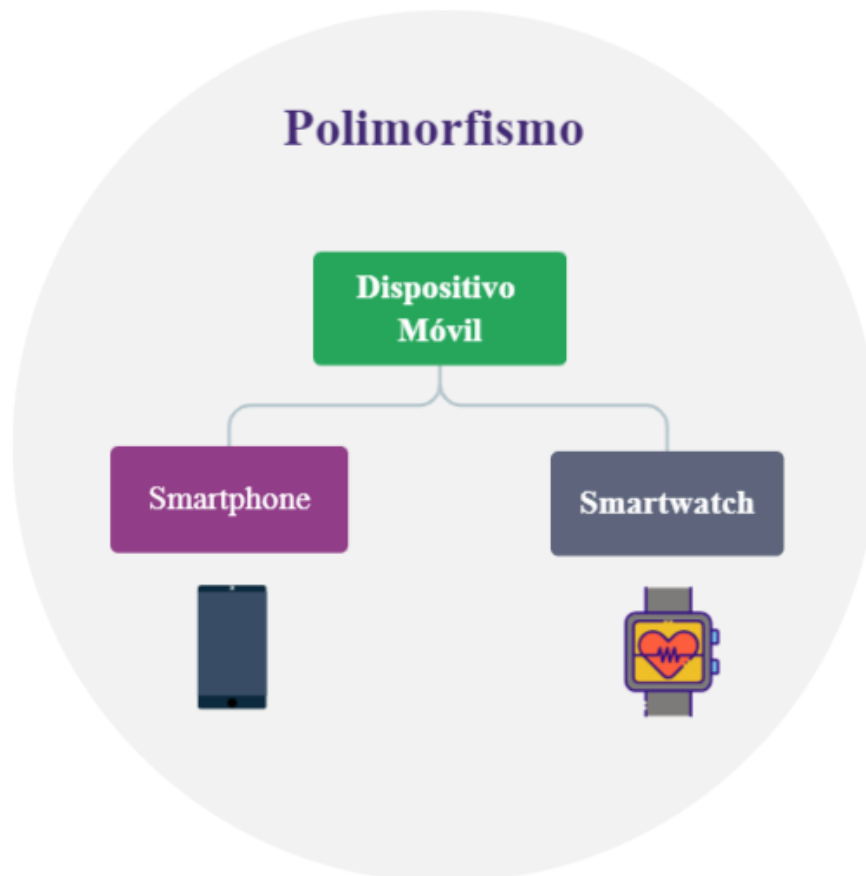 Polimorfismo
Dispositivo
Móvil
Smartphone
Smartwatch